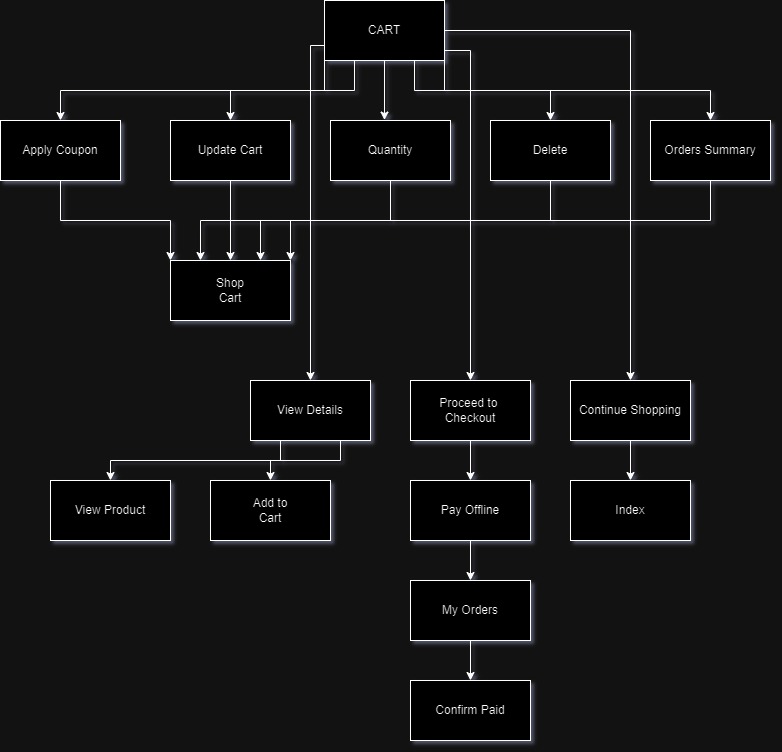 CART
Apply Coupon
Update Cart
Quantity
Delete
Orders Summary
Shop
Cart
View Details
Proceed to
Checkout
Continue Shopping
View Product
Add to
Cart
Pay Offline
Index
My Orders
Confirm Paid